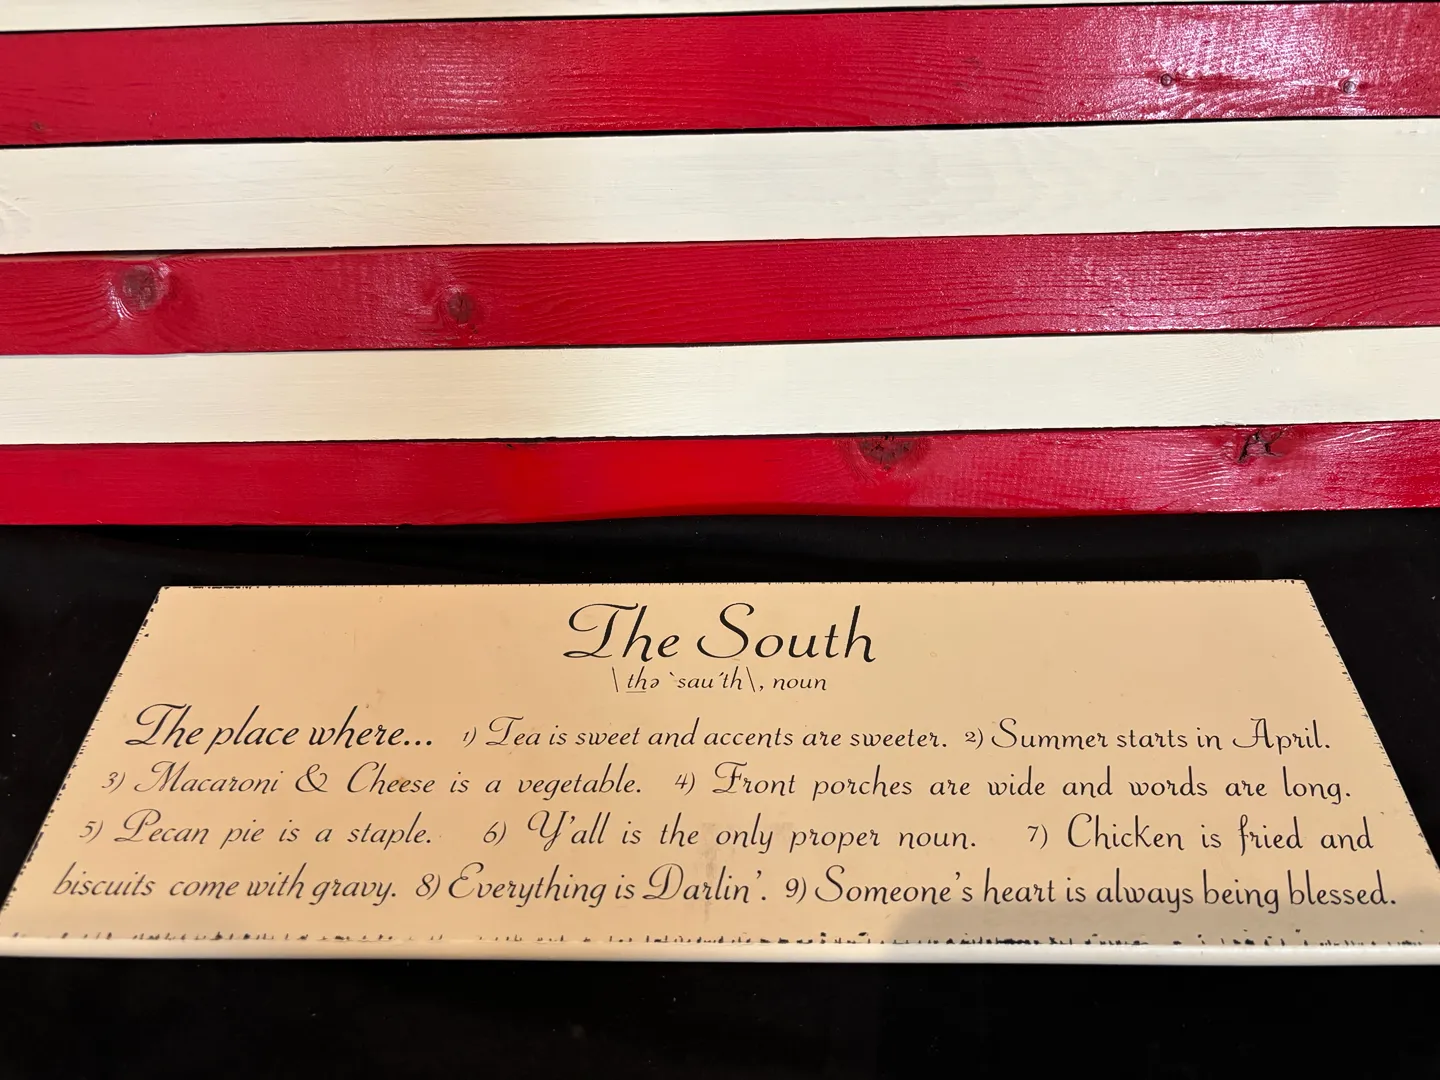 The South
\ thə `sau´th\, noun
The place where... 1) Tea is sweet and accents are sweeter. 2) Summer starts in April.
3) Macaroni & Cheese is a vegetable. 4) Front porches are wide and words are long.
5) Pecan pie is a staple. 6) Y'all is the only proper noun. 7) Chicken is fried and
biscuits come with gravy. 8) Everything is Darlin'. 9) Someone's heart is always being blessed.